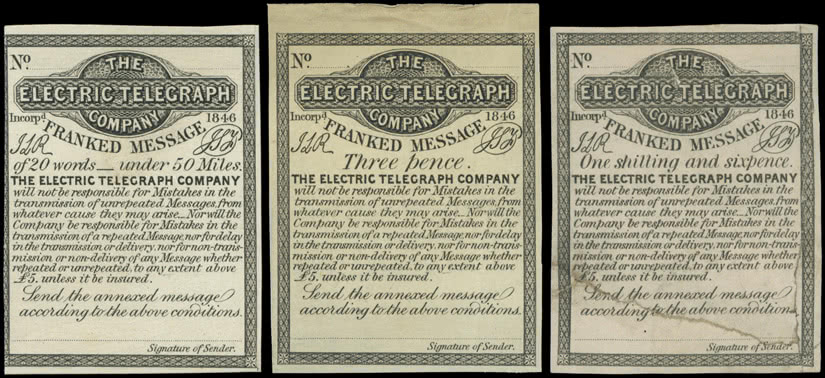 No.
THE
ELECTRIC TELEGRAPH
COMPANY
Incorpd. 1846
FRANKED MESSAGE
of 20 words_ under 50 Miles.
THE ELECTRIC TELEGRAPH COMPANY
will not be responsible for Mistakes in the
transmission of unrepeated Messages, from
whatever cause they may arise_ Nor will the
Company be responsible for Mistakes in the
transmission of a repeated Message, nor for delay
in the transmission or delivery, nor for non-trans-
mission or non-delivery of any Message whether
repeated or unrepeated, to any extent above
£5. unless it be insured.
Send the annexed message
according to the above conditions.
Signature of Sender.
No.
THE
ELECTRIC TELEGRAPH
COMPANY
Incorpd. 1846
FRANKED MESSAGE
Three pence.
THE ELECTRIC TELEGRAPH COMPANY
will not be responsible for Mistakes in the
transmission of unrepeated Messages, from
whatever cause they may arise_ Nor will the
Company be responsible for Mistakes in the
transmission of a repeated Message, nor for delay
in the transmission or delivery, nor for non-trans-
mission or non-delivery of any Message whether
repeated or unrepeated, to any extent above
£5. unless it be insured.
Send the annexed message
according to the above conditions.
Signature of Sender.
No.
THE
ELECTRIC TELEGRAPH
COMPANY
Incorpd. 1846
FRANKED MESSAGE
One shilling and sixpence.
THE ELECTRIC TELEGRAPH COMPANY
will not be responsible for Mistakes in the
transmission of unrepeated Messages, from
whatever cause they may arise_ Nor will the
Company be responsible for Mistakes in the
transmission of a repeated Message, nor for delay
in the transmission or delivery, nor for non-trans-
mission or non-delivery of any Message whether
repeated or unrepeated, to any extent above
£5. unless it be insured.
Send the annexed message
according to the above conditions.
Signature of Sender.